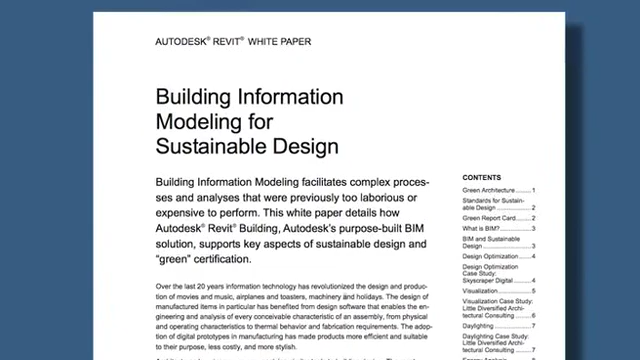 AUTODESK® REVIT® WHITE PAPER
Building Information
Modeling for
Sustainable Design
Building Information Modeling facilitates complex proces-
ses and analyses that were previously too laborious or
expensive to perform. This white paper details how
Autodesk® Revit® Building, Autodesk's purpose-built BIM
solution, supports key aspects of sustainable design and
“green” certification.
Over the last 20 years information technology has revolutionized the design and produc-
tion of movies and music, airplanes and toasters, machinery and holidays. The design of
manufactured items in particular has benefited from design software that enables the en-
gineering and analysis of every conceivable characteristic of an assembly, from physical
and operating characteristics to thermal behavior and fabrication requirements. The adop-
tion of digital prototypes in manufacturing has made products more efficient and suitable
to their purpose, less costly, and more stylish.
CONTENTS
Green Architecture.........1
Standards for Sustain-
able Design..................2
Green Report Card.......2
What is BIM?................3
BIM and Sustainable
Design..........................3
Design Optimization.....4
Design Optimization
Case Study:
Skyscraper Digital........4
Visualization.................5
Visualization Case Study:
Little Diversified Archi-
tectural Consulting.......6
Daylighting...................7
Daylighting Case Study:
Little Diversified Archi-
tectural Consulting.......7